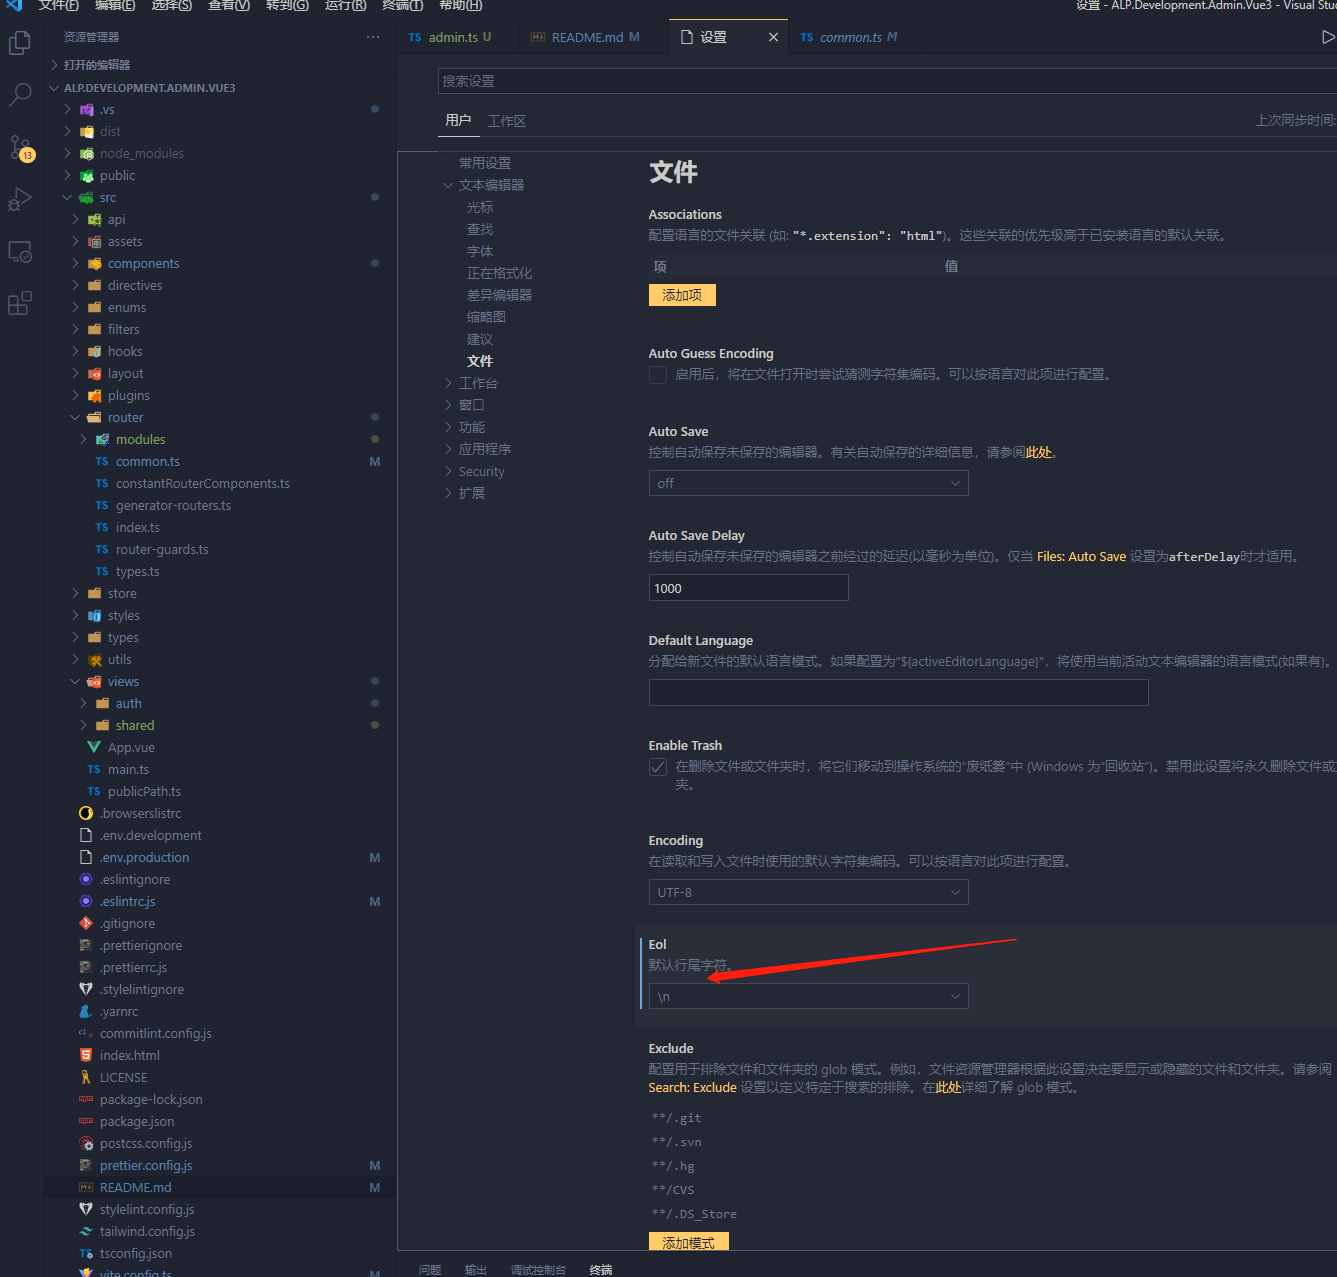 文件(F) 编辑(E) 选择(S) 查看(V) 转到(G) 运行(R) 终端(T) 帮助(H) 设置 - ALP.Development.Admin.Vue3 - Visual Stu
资源管理器 ···
打开的编辑器
ALP.DEVELOPMENT.ADMIN.VUE3
.vs
dist
node_modules
public
src
api
assets
components
directives
enums
filters
hooks
layout
plugins
router
modules
TS common.ts M
TS constantRouterComponents.ts
TS generator-routers.ts
TS index.ts
TS router-guards.ts
TS types.ts
store
styles
types
utils
views
auth
shared
App.vue
TS main.ts
TS publicPath.ts
.browserslistrc
.env.development
.env.production M
.eslintignore
.eslintrc.js M
.gitignore
.prettierignore
.prettierrc.js
.stylelintignore
.yarnrc
commitlint.config.js
index.html
LICENSE
package-lock.json
package.json
postcss.config.js
prettier.config.js M
README.md M
stylelint.config.js
tailwind.config.js
TS tsconfig.json
vite.config.ts M
13
TS admin.ts U
README.md M
设置
TS common.ts M
搜索设置
用户 工作区 上次同步时间:
常用设置
文本编辑器
光标
查找
字体
正在格式化
差异编辑器
缩略图
建议
文件
工作台
窗口
功能
应用程序
Security
扩展
文件
Associations
配置语言的文件关联 (如: "*.extension": "html")。这些关联的优先级高于已安装语言的默认关联。
项 值
添加项
Auto Guess Encoding
启用后，将在文件打开时尝试猜测字符集编码。可以按语言对此项进行配置。
Auto Save
控制自动保存未保存的编辑器。有关自动保存的详细信息，请参阅此处。
off
Auto Save Delay
控制自动保存未保存的编辑器之前经过的延迟(以毫秒为单位)。仅当 Files: Auto Save 设置为afterDelay时才适用。
1000
Default Language
分配给新文件的默认语言模式。如果配置为"${activeEditorLanguage}"，将使用当前活动文本编辑器的语言模式(如果有)。
Enable Trash
在删除文件或文件夹时，将它们移动到操作系统的"废纸篓"中 (Windows 为"回收站")。禁用此设置将永久删除文件或
夹。
Encoding
在读取和写入文件时使用的默认字符集编码。可以按语言对此项进行配置。
UTF-8
Eol
默认行尾字符。
\n
Exclude
配置用于排除文件和文件夹的 glob 模式。例如，文件资源管理器根据此设置决定要显示或隐藏的文件和文件夹。请参阅
Search: Exclude 设置以定义特定于搜索的排除。在此处详细了解 glob 模式。
**/.git
**/.svn
**/.hg
**/CVS
**/.DS_Store
添加模式
问题 输出 调试控制台 终端